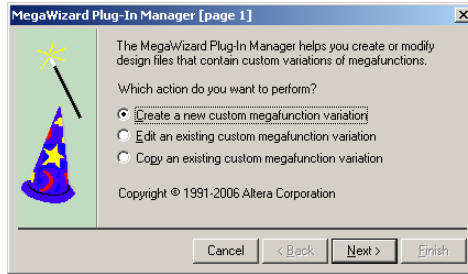 MegaWizard Plug-In Manager [page 1]
The MegaWizard Plug-In Manager helps you create or modify
design files that contain custom variations of megafunctions.
Which action do you want to perform?
Create a new custom megafunction variation
Edit an existing custom megafunction variation
Copy an existing custom megafunction variation
Copyright © 1991-2006 Altera Corporation
Cancel < Back Next > Finish